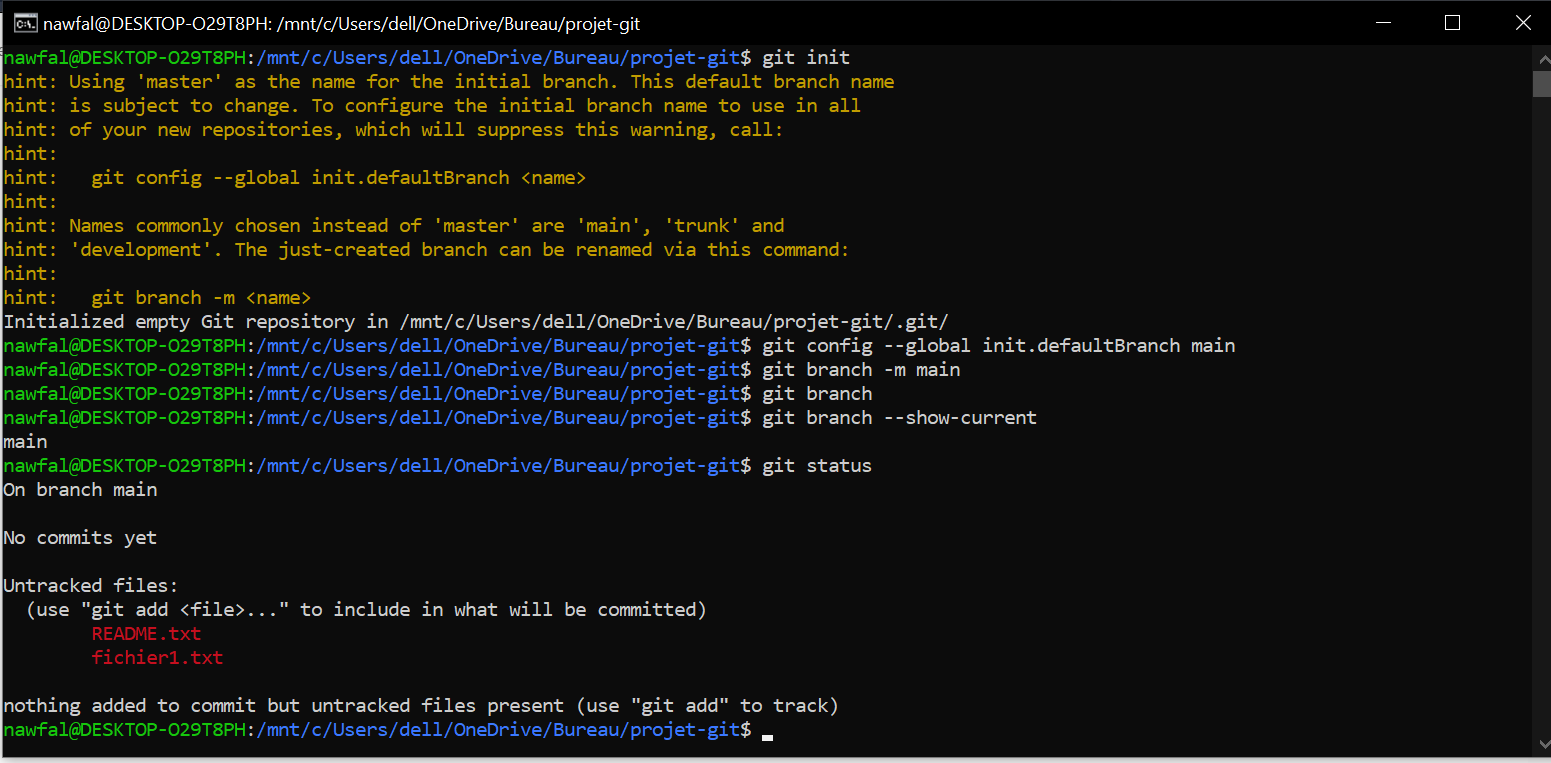 nawfal@DESKTOP-O29T8PH: /mnt/c/Users/dell/OneDrive/Bureau/projet-git
nawfal@DESKTOP-O29T8PH:/mnt/c/Users/dell/OneDrive/Bureau/projet-git$ git init
hint: Using 'master' as the name for the initial branch. This default branch name
hint: is subject to change. To configure the initial branch name to use in all
hint: of your new repositories, which will suppress this warning, call:
hint:
hint:   git config --global init.defaultBranch <name>
hint:
hint: Names commonly chosen instead of 'master' are 'main', 'trunk' and
hint: 'development'. The just-created branch can be renamed via this command:
hint:
hint:   git branch -m <name>
Initialized empty Git repository in /mnt/c/Users/dell/OneDrive/Bureau/projet-git/.git/
nawfal@DESKTOP-O29T8PH:/mnt/c/Users/dell/OneDrive/Bureau/projet-git$ git config --global init.defaultBranch main
nawfal@DESKTOP-O29T8PH:/mnt/c/Users/dell/OneDrive/Bureau/projet-git$ git branch -m main
nawfal@DESKTOP-O29T8PH:/mnt/c/Users/dell/OneDrive/Bureau/projet-git$ git branch
nawfal@DESKTOP-O29T8PH:/mnt/c/Users/dell/OneDrive/Bureau/projet-git$ git branch --show-current
main
nawfal@DESKTOP-O29T8PH:/mnt/c/Users/dell/OneDrive/Bureau/projet-git$ git status
On branch main

No commits yet

Untracked files:
  (use "git add <file>..." to include in what will be committed)
        README.txt
        fichier1.txt

nothing added to commit but untracked files present (use "git add" to track)
nawfal@DESKTOP-O29T8PH:/mnt/c/Users/dell/OneDrive/Bureau/projet-git$